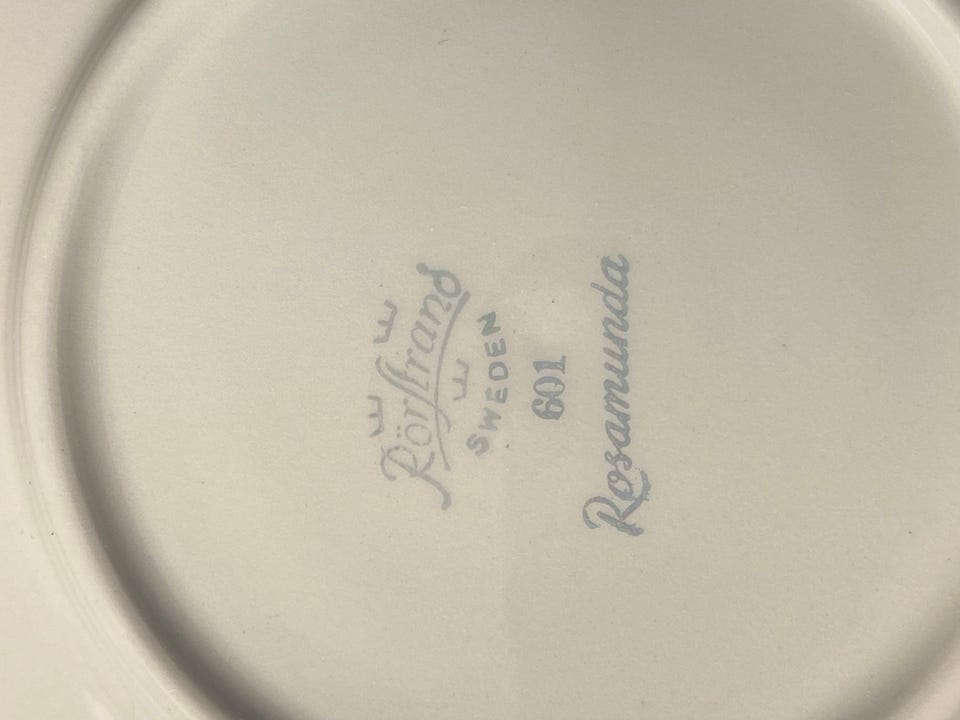 Rörstrand
SWEDEN
601
Rosamunda